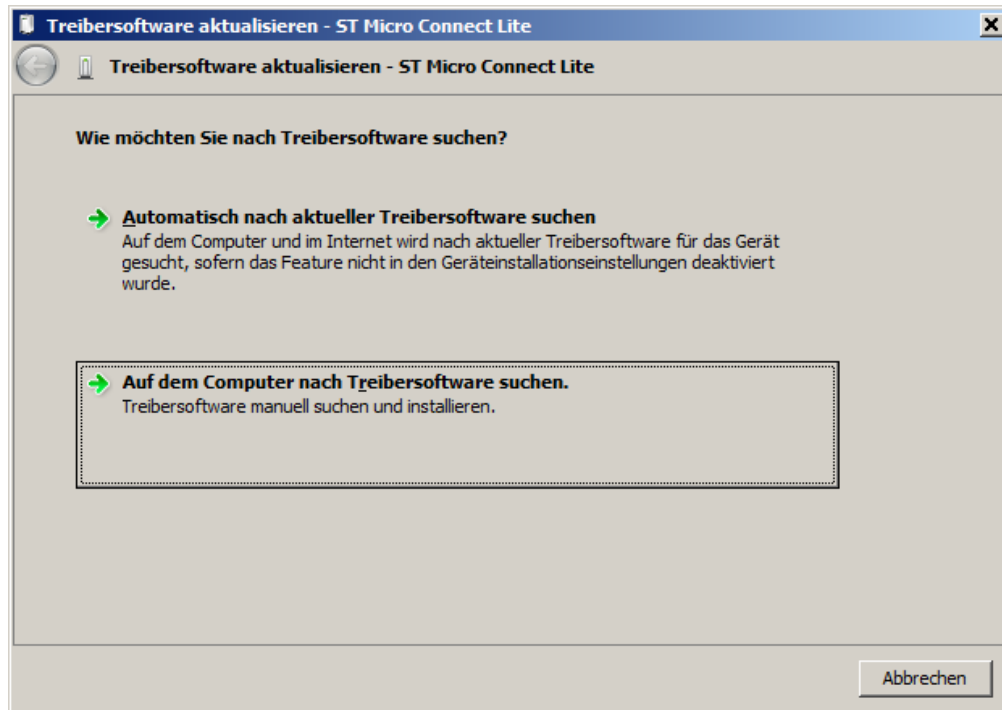 Treibersoftware aktualisieren - ST Micro Connect Lite
Treibersoftware aktualisieren - ST Micro Connect Lite
Wie möchten Sie nach Treibersoftware suchen?
Automatisch nach aktueller Treibersoftware suchen
Auf dem Computer und im Internet wird nach aktueller Treibersoftware für das Gerät
gesucht, sofern das Feature nicht in den Geräteinstallationseinstellungen deaktiviert
wurde.
Auf dem Computer nach Treibersoftware suchen.
Treibersoftware manuell suchen und installieren.
Abbrechen